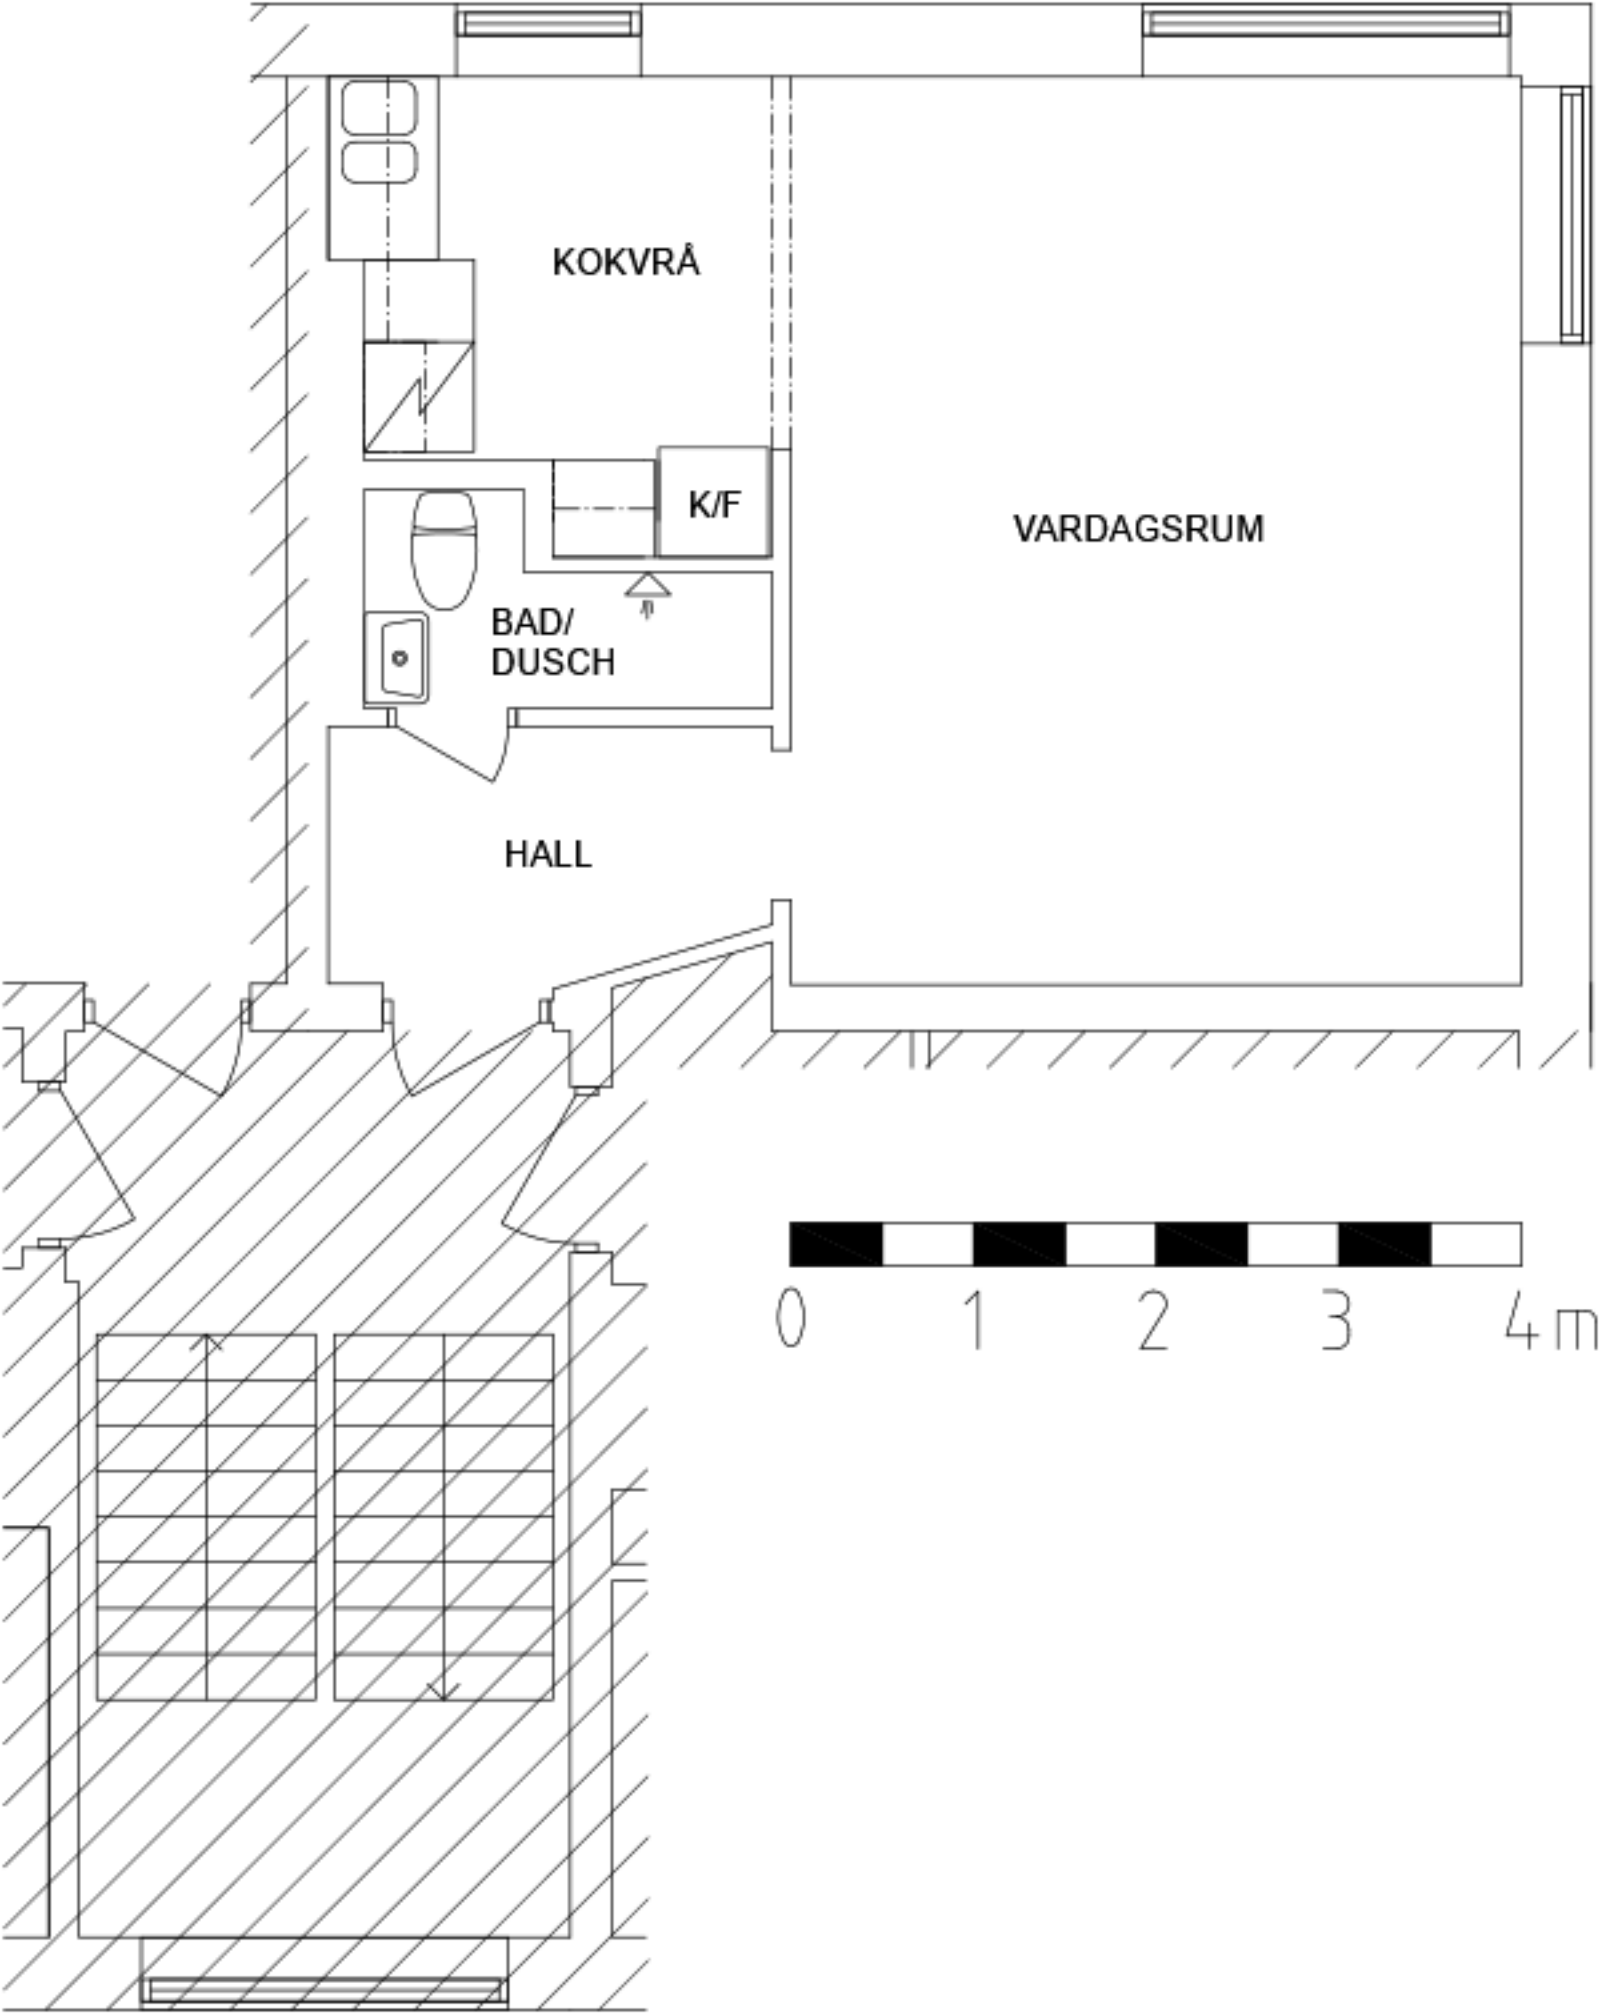 KOKVRÅ
K/F
VARDAGSRUM
BAD/
DUSCH
HALL
0 1 2 3 4m